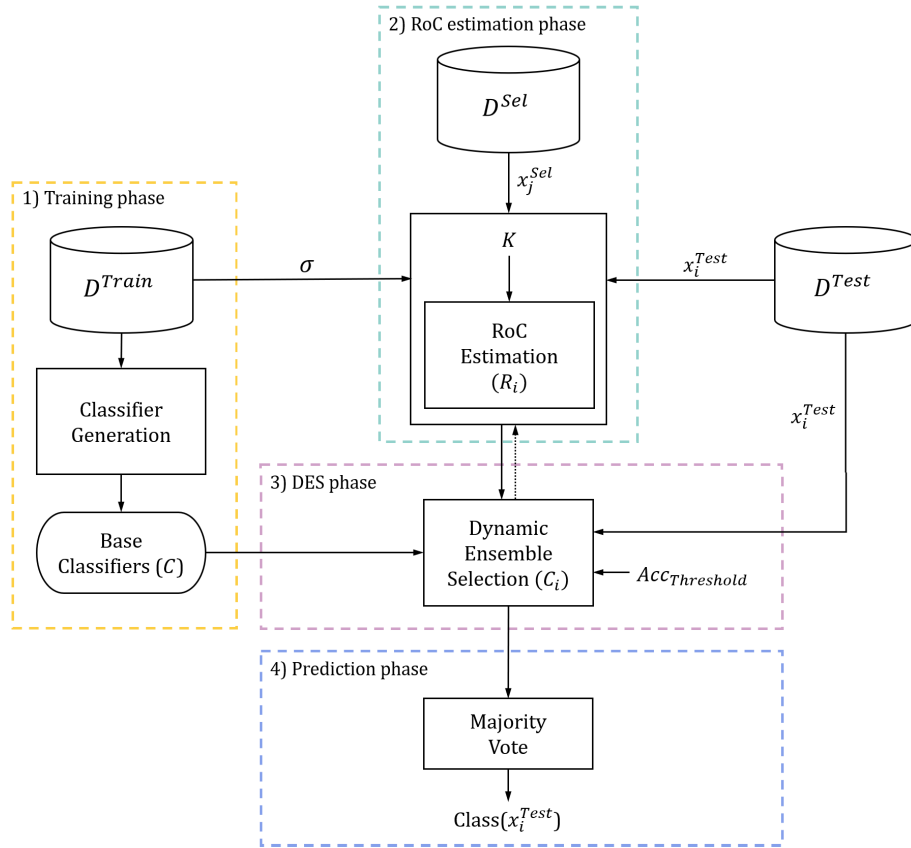 2) RoC estimation phase
D^{Sel}
x_j^{Sel}
1) Training phase
D^{Train}
σ
K
x_i^{Test}
D^{Test}
RoC
Estimation
(R_i)
Classifier
Generation
x_i^{Test}
3) DES phase
Base
Classifiers (C)
Dynamic
Ensemble
Selection (C_i)
Acc_{Threshold}
4) Prediction phase
Majority
Vote
Class(x_i^{Test})